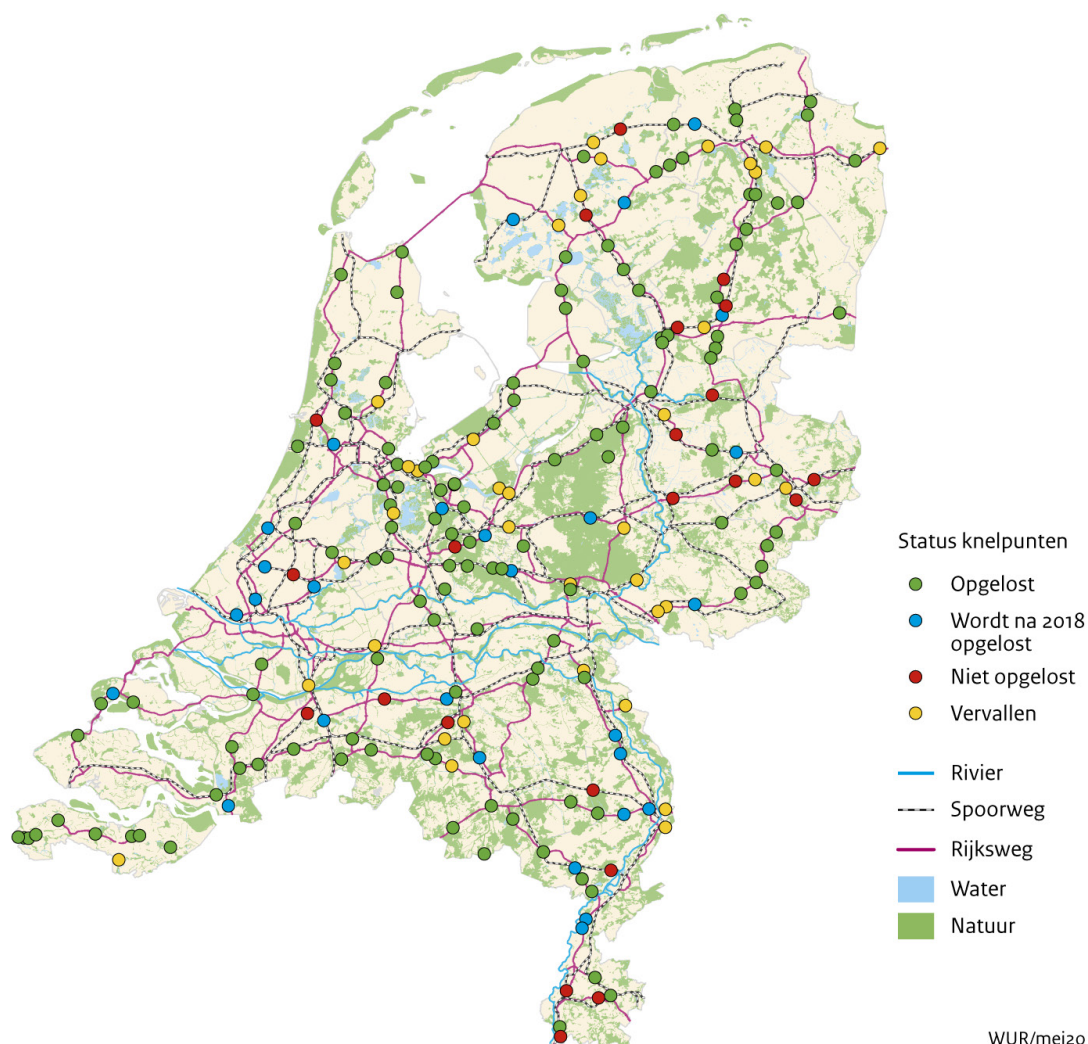 Status knelpunten
Opgelost
Wordt na 2018
opgelost
Niet opgelost
Vervallen
Rivier
Spoorweg
Rijksweg
Water
Natuur
WUR/mei20